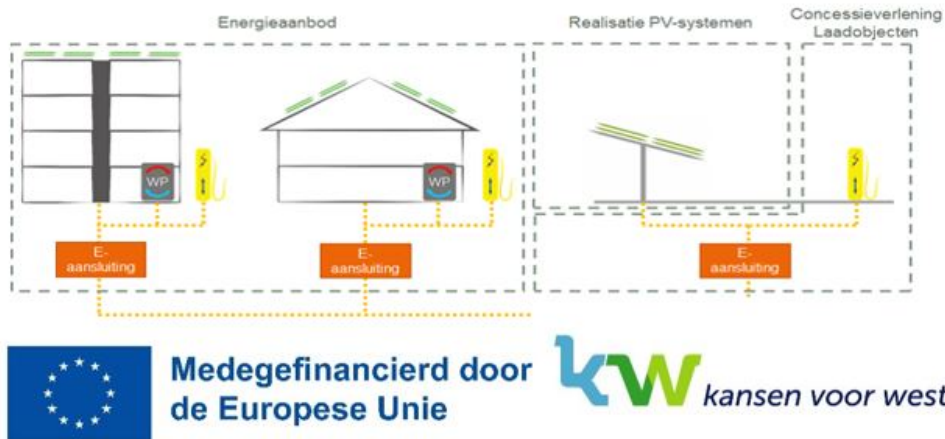 Energieaanbod
Realisatie PV-systemen
Concessieverlening
Laadobjecten
WP
WP
E-
aansluiting
E-
aansluiting
E-
aansluiting
Medegefinancierd door
de Europese Unie
kw kansen voor west